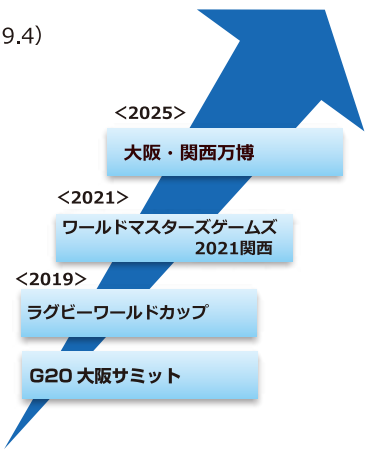 9.4)
<2025>
大阪・関西万博
<2021>
ワールドマスターズゲームズ
2021関西
<2019>
ラグビーワールドカップ
G20 大阪サミット